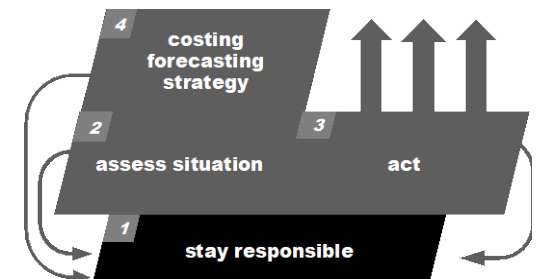 4
costing
forecasting
strategy
2
3
assess situation
act
1
stay responsible